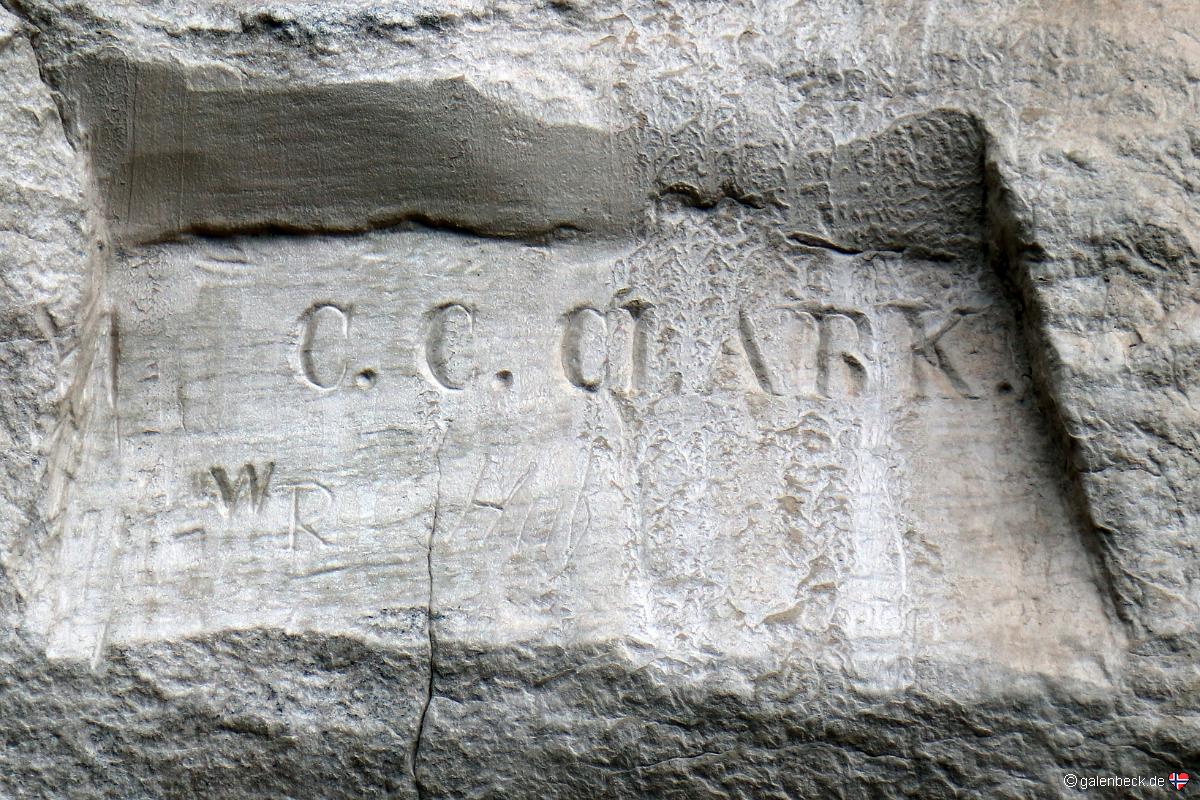 C. C. CLARK.
WR
© galenbeck.de